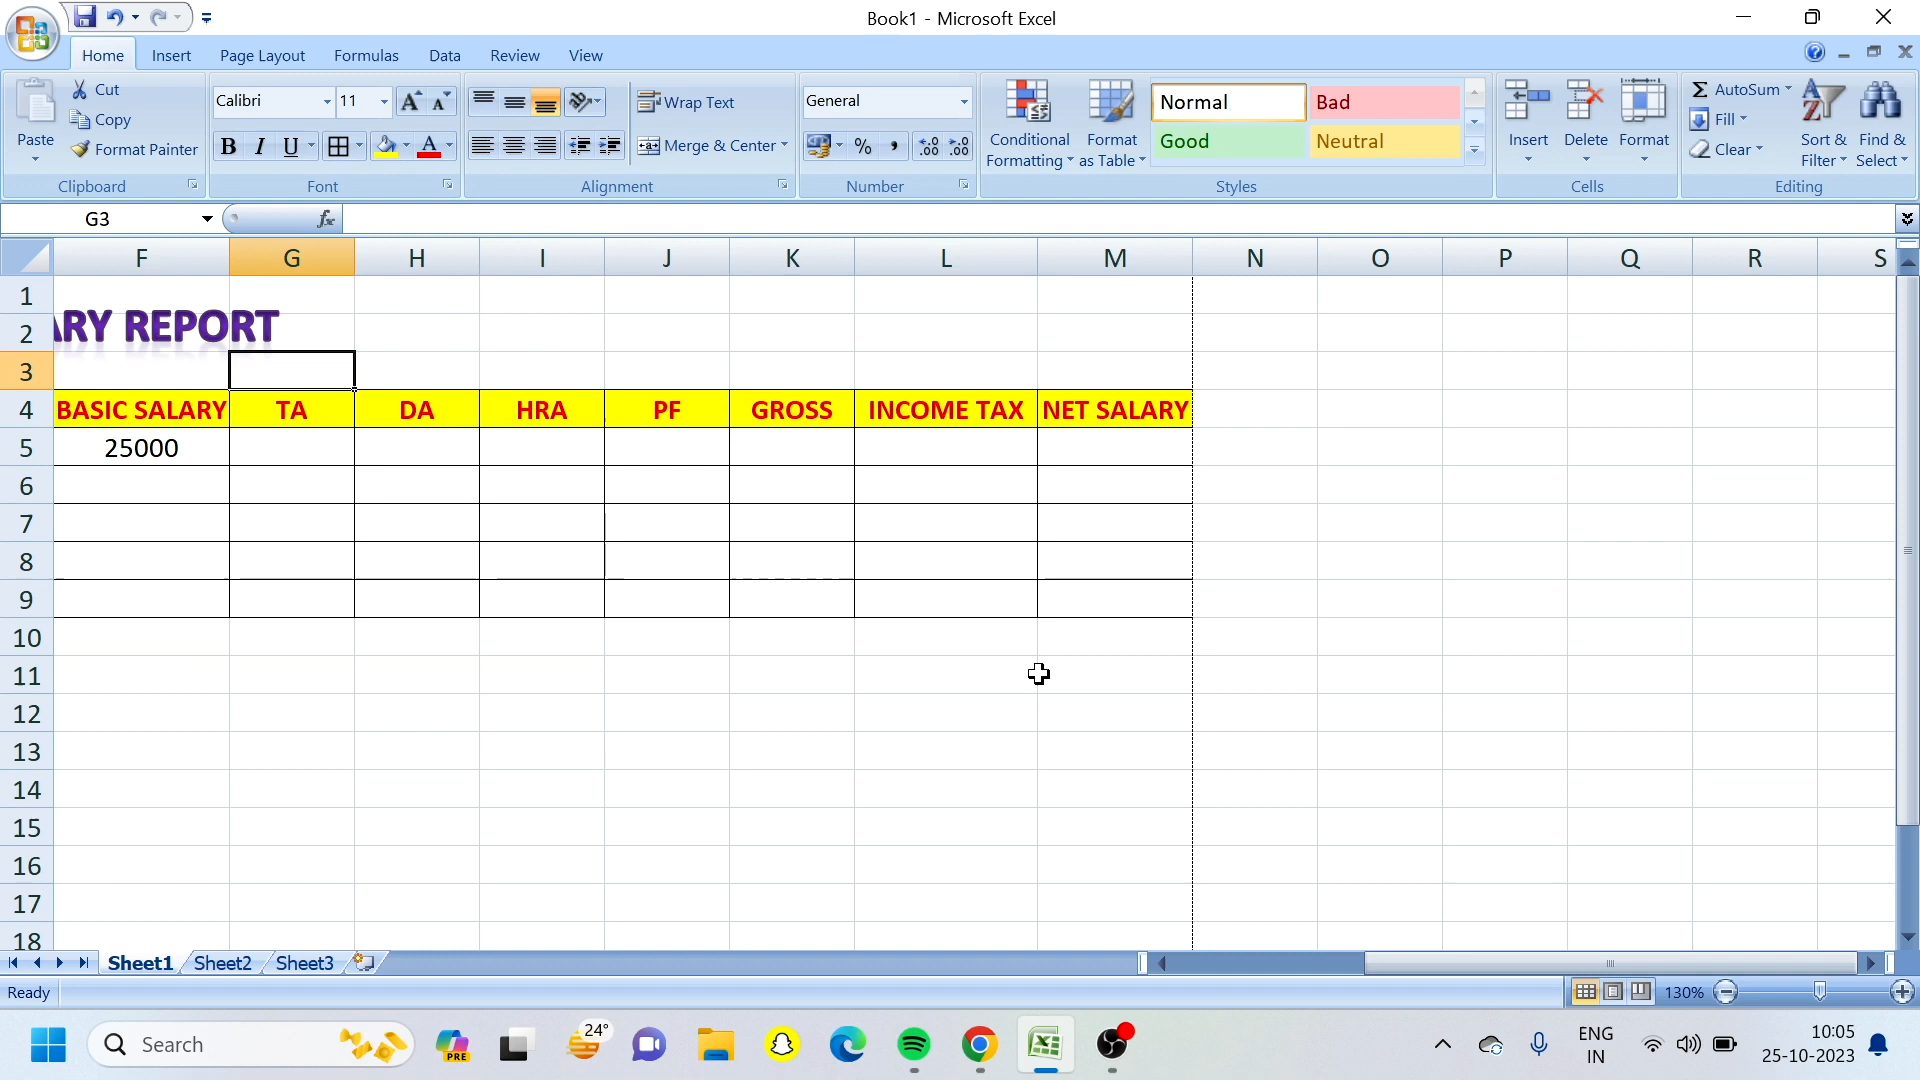 Book1 - Microsoft Excel
Home Insert Page Layout Formulas Data Review View
Paste
Cut
Copy
Format Painter
Clipboard
Calibri 11
B I U
A
Font
Wrap Text
Merge & Center
Alignment
General
%
Number
Conditional Formatting
Format as Table
Normal Bad
Good Neutral
Styles
Insert Delete Format
Cells
Σ AutoSum
Fill
Clear
Sort & Filter
Find & Select
Editing
G3 fx
F G H I J K L M N O P Q R S
1
ARY REPORT
2
3
4 BASIC SALARY TA DA HRA PF GROSS INCOME TAX NET SALARY
5 25000
6
7
8
9
10
11
12
13
14
15
16
17
18
Sheet1 Sheet2 Sheet3
Ready 130%
Search
PRE
24°
ENG
IN
10:05
25-10-2023